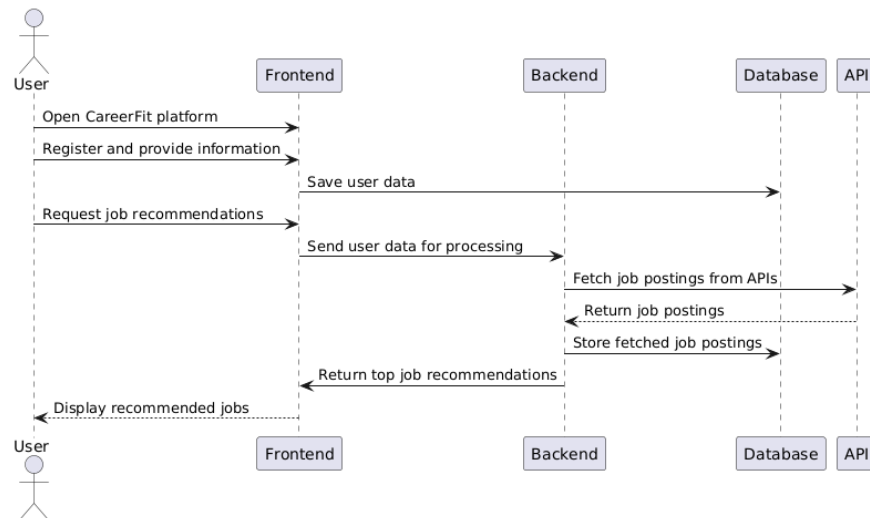 User
Frontend
Backend
Database
API
Open CareerFit platform
Register and provide information
Save user data
Request job recommendations
Send user data for processing
Fetch job postings from APIs
Return job postings
Store fetched job postings
Return top job recommendations
Display recommended jobs
User
Frontend
Backend
Database
API